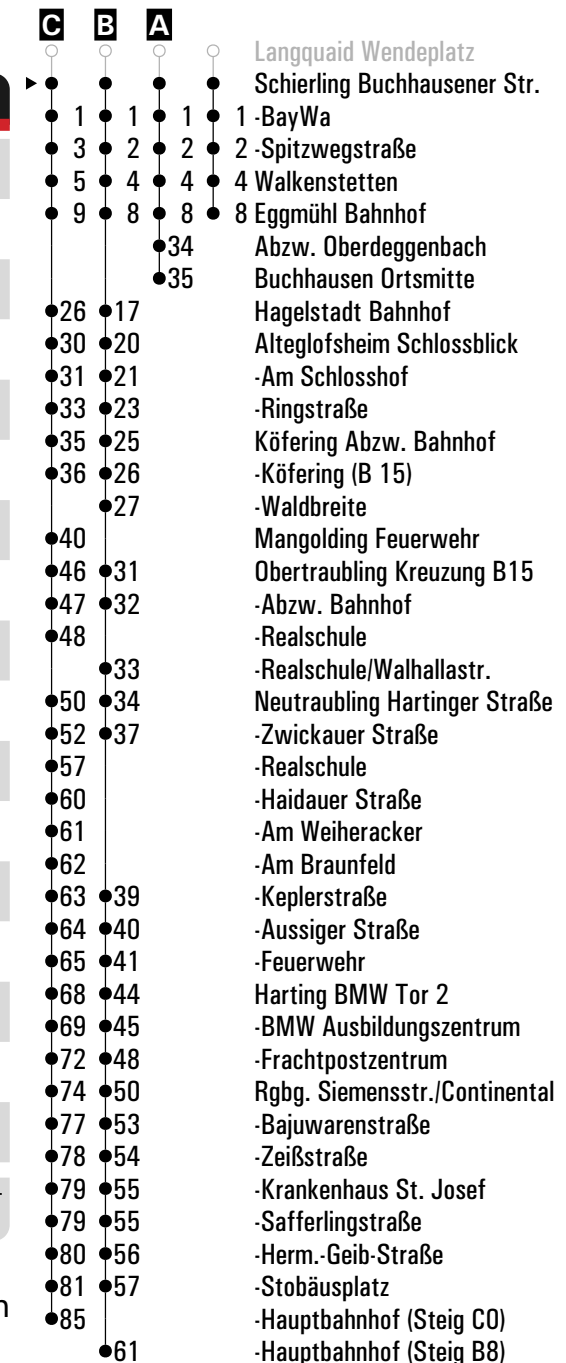 C B A
Langquaid Wendeplatz
Schierling Buchhausener Str.
1 1 1 1 -BayWa
3 2 2 2 -Spitzwegstraße
5 4 4 4 Walkenstetten
9 8 8 8 Eggmühl Bahnhof
34 Abzw. Oberdeggenbach
35 Buchhausen Ortsmitte
26 17 Hagelstadt Bahnhof
30 20 Alteglofsheim Schlossblick
31 21 -Am Schlosshof
33 23 -Ringstraße
35 25 Köfering Abzw. Bahnhof
36 26 -Köfering (B 15)
27 -Waldbreite
40 Mangolding Feuerwehr
46 31 Obertraubling Kreuzung B15
47 32 -Abzw. Bahnhof
48 -Realschule
33 -Realschule/Walhallastr.
50 34 Neutraubling Hartinger Straße
52 37 -Zwickauer Straße
57 -Realschule
60 -Haidauer Straße
61 -Am Weiheracker
62 -Am Braunfeld
63 39 -Keplerstraße
64 40 -Aussiger Straße
65 41 -Feuerwehr
68 44 Harting BMW Tor 2
69 45 -BMW Ausbildungszentrum
72 48 -Frachtpostzentrum
74 50 Rgbg. Siemensstr./Continental
77 53 -Bajuwarenstraße
78 54 -Zeißstraße
79 55 -Krankenhaus St. Josef
79 55 -Safferlingstraße
80 56 -Herm.-Geib-Straße
81 57 -Stobäusplatz
85 -Hauptbahnhof (Steig C0)
61 -Hauptbahnhof (Steig B8)